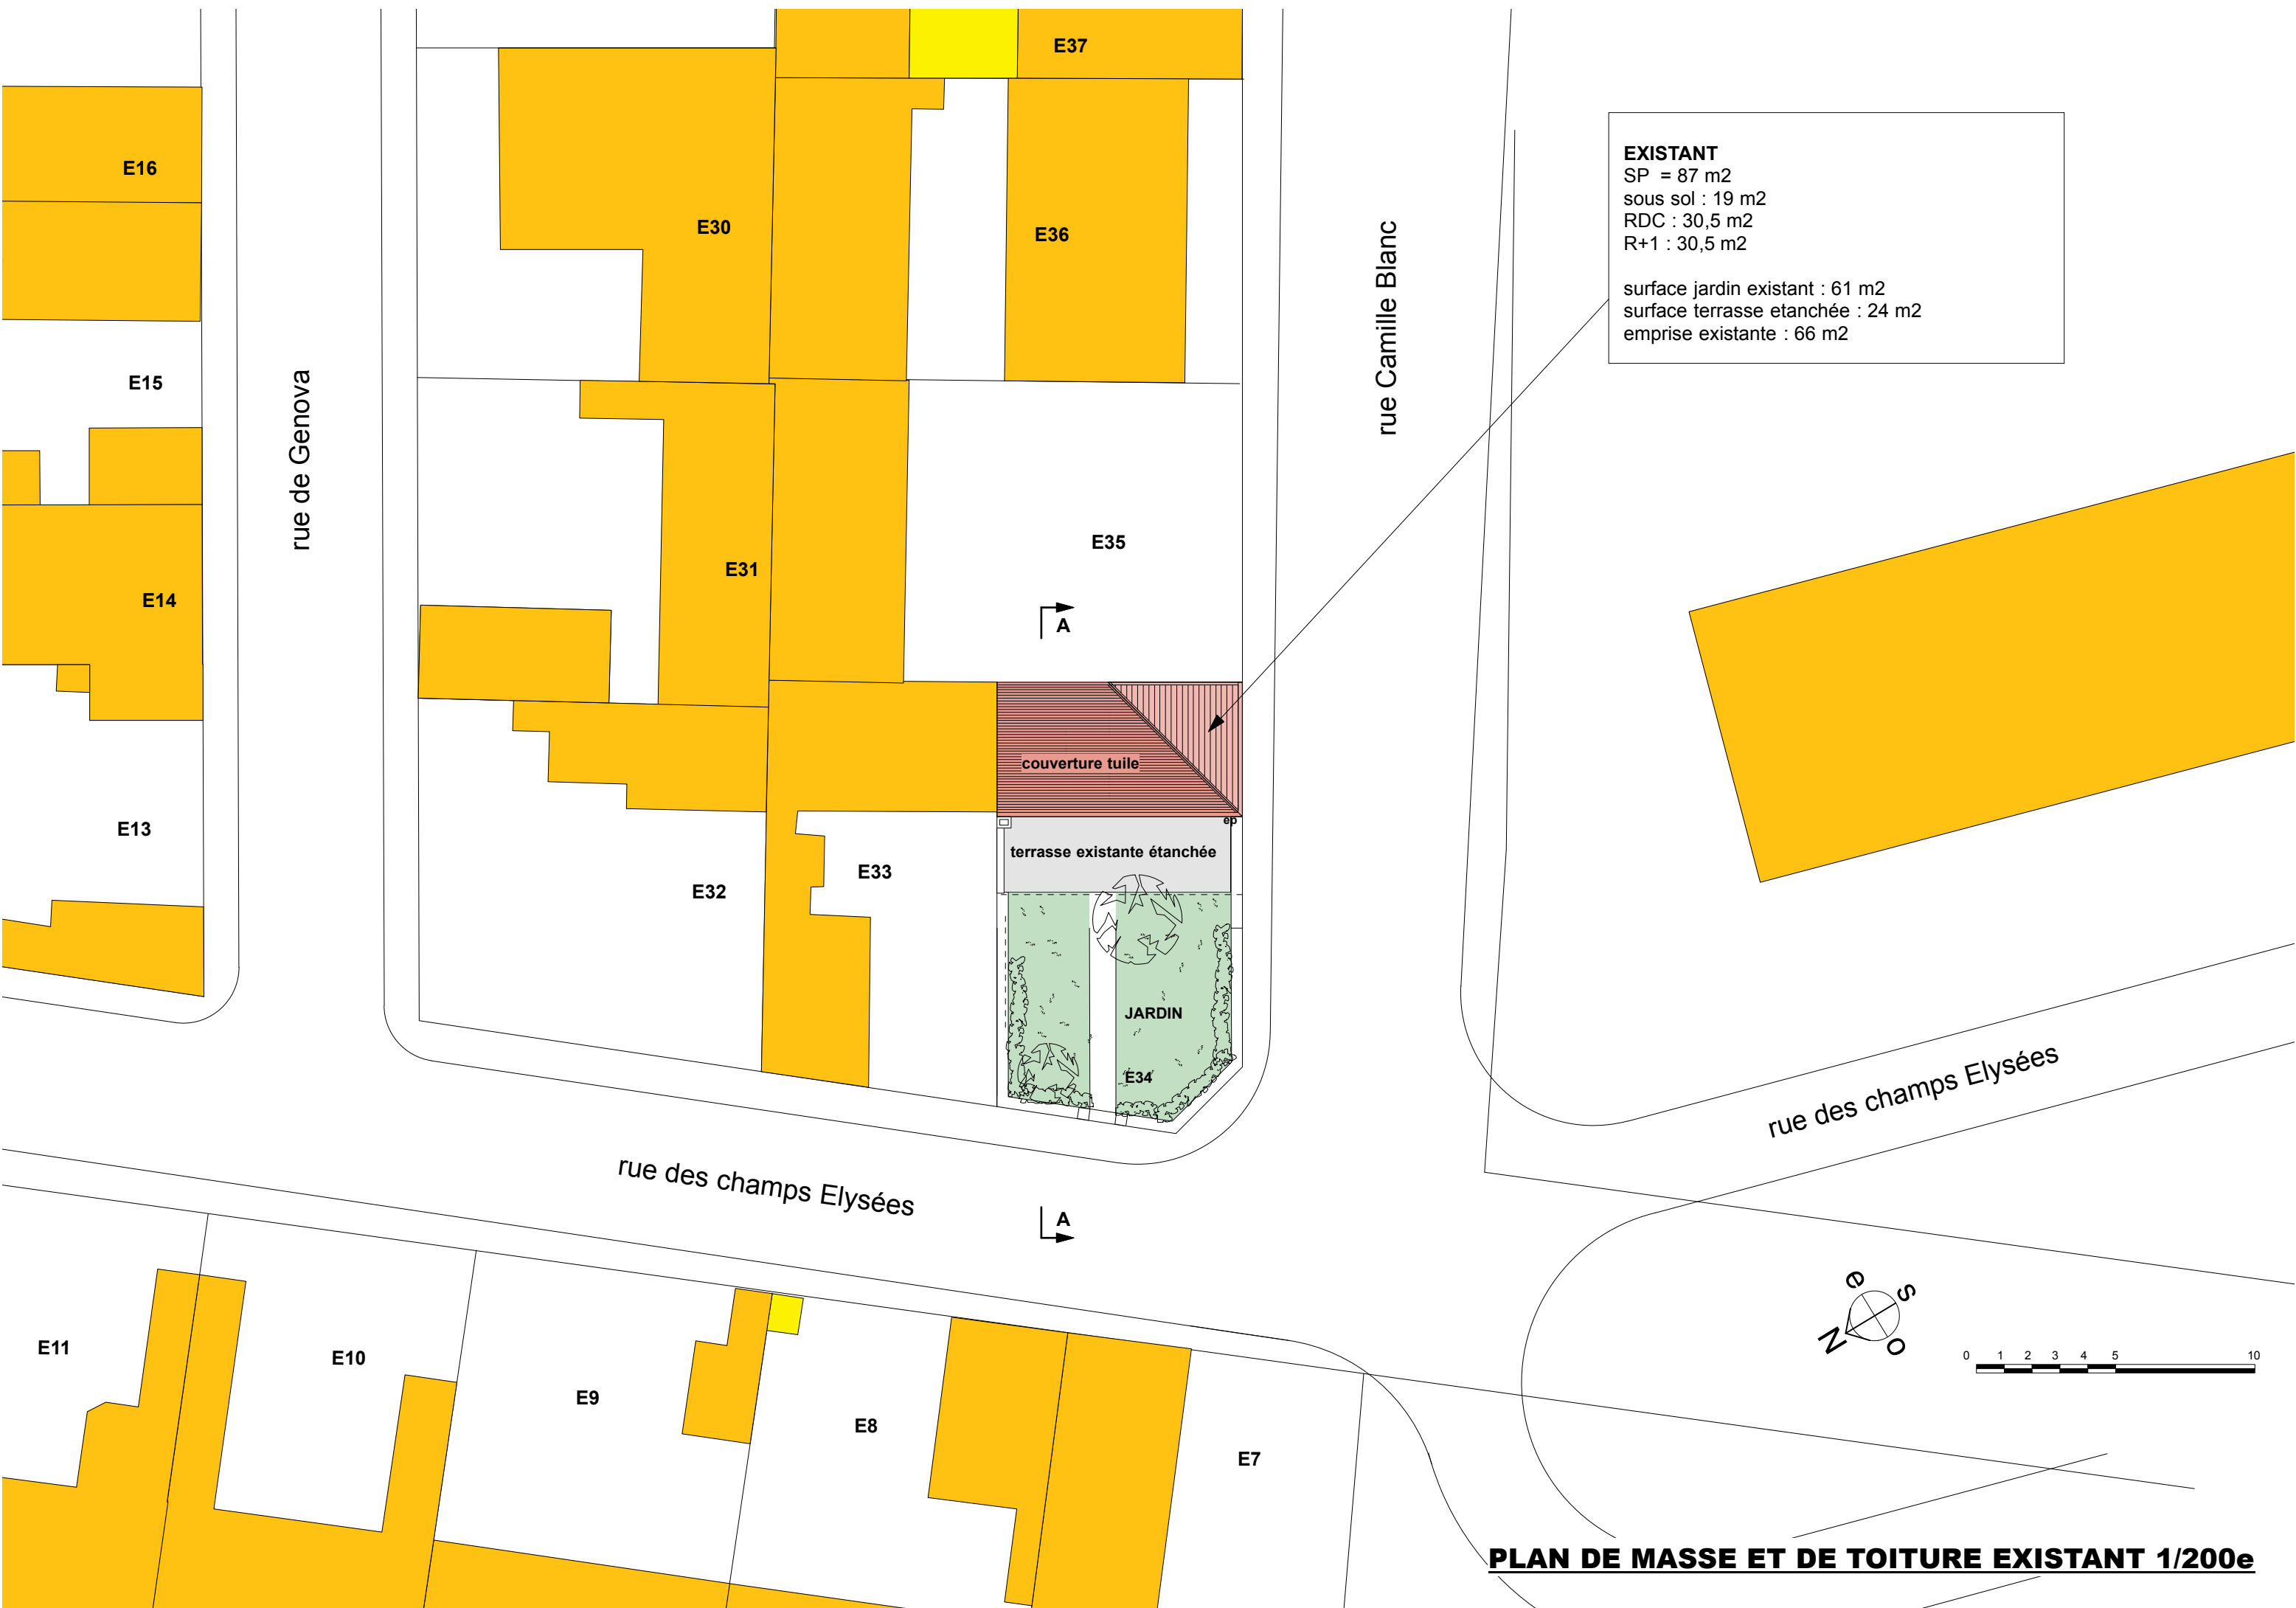 E37
E16
E30
E36
rue Camille Blanc
EXISTANT
SP = 87 m2
sous sol : 19 m2
RDC : 30,5 m2
R+1 : 30,5 m2
surface jardin existant : 61 m2
surface terrasse etanchée : 24 m2
emprise existante : 66 m2
E15
rue de Genova
E35
E31
E14
A
couverture tuile
ep
E13
terrasse existante étanchée
E33
E32
JARDIN
E34
rue des champs Elysées
rue des champs Elysées
A
e
S
N
O
E11
E10
E9
E8
E7
0 1 2 3 4 5 10
PLAN DE MASSE ET DE TOITURE EXISTANT 1/200e